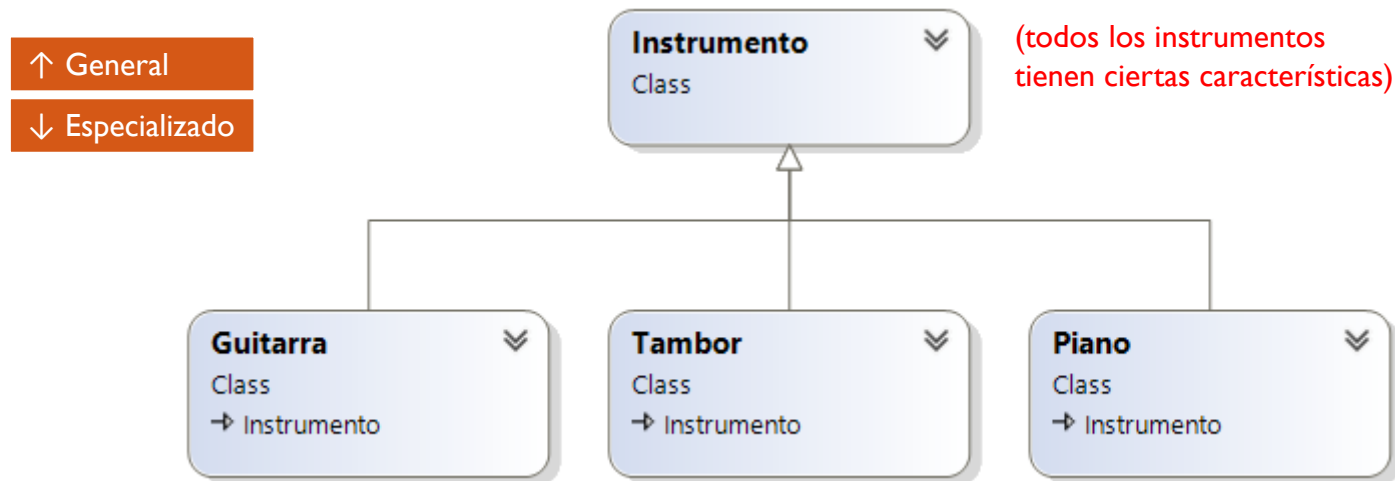 ↑ General
↓ Especializado
Instrumento
Class
(todos los instrumentos
tienen ciertas características)
Guitarra
Class
Instrumento
Tambor
Class
Instrumento
Piano
Class
Instrumento